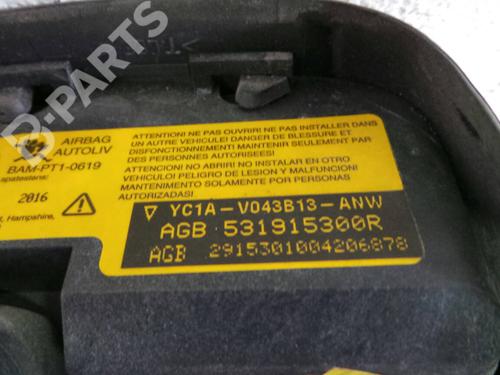 B-PARTS
AIRBAG
AUTOLIV
BAM-PT1-0619
2016
Hampshire,
ATTENTION! NE PAS OUVRIR! NE PAS INSTALLER DANS
UN AUTRE VEHICULE! DANGER DE BLESSURE ET
DISFONCTIONNEMENT! MAINTENIR SEULEMENT PAR
DES PERSONNES AUTORISEES!
ATTENCION! NO ABRIR! NO INSTALAR EN OTRO
VEHICULO! PELIGRO DE LESION Y MALFUNCION!
MANTENIMENTO SOLAMENTE POR PERSONAS
AUTORIZADAS!
YC1A-V043B13-ANW
AGB 531915300R
AGB 2915301004206878